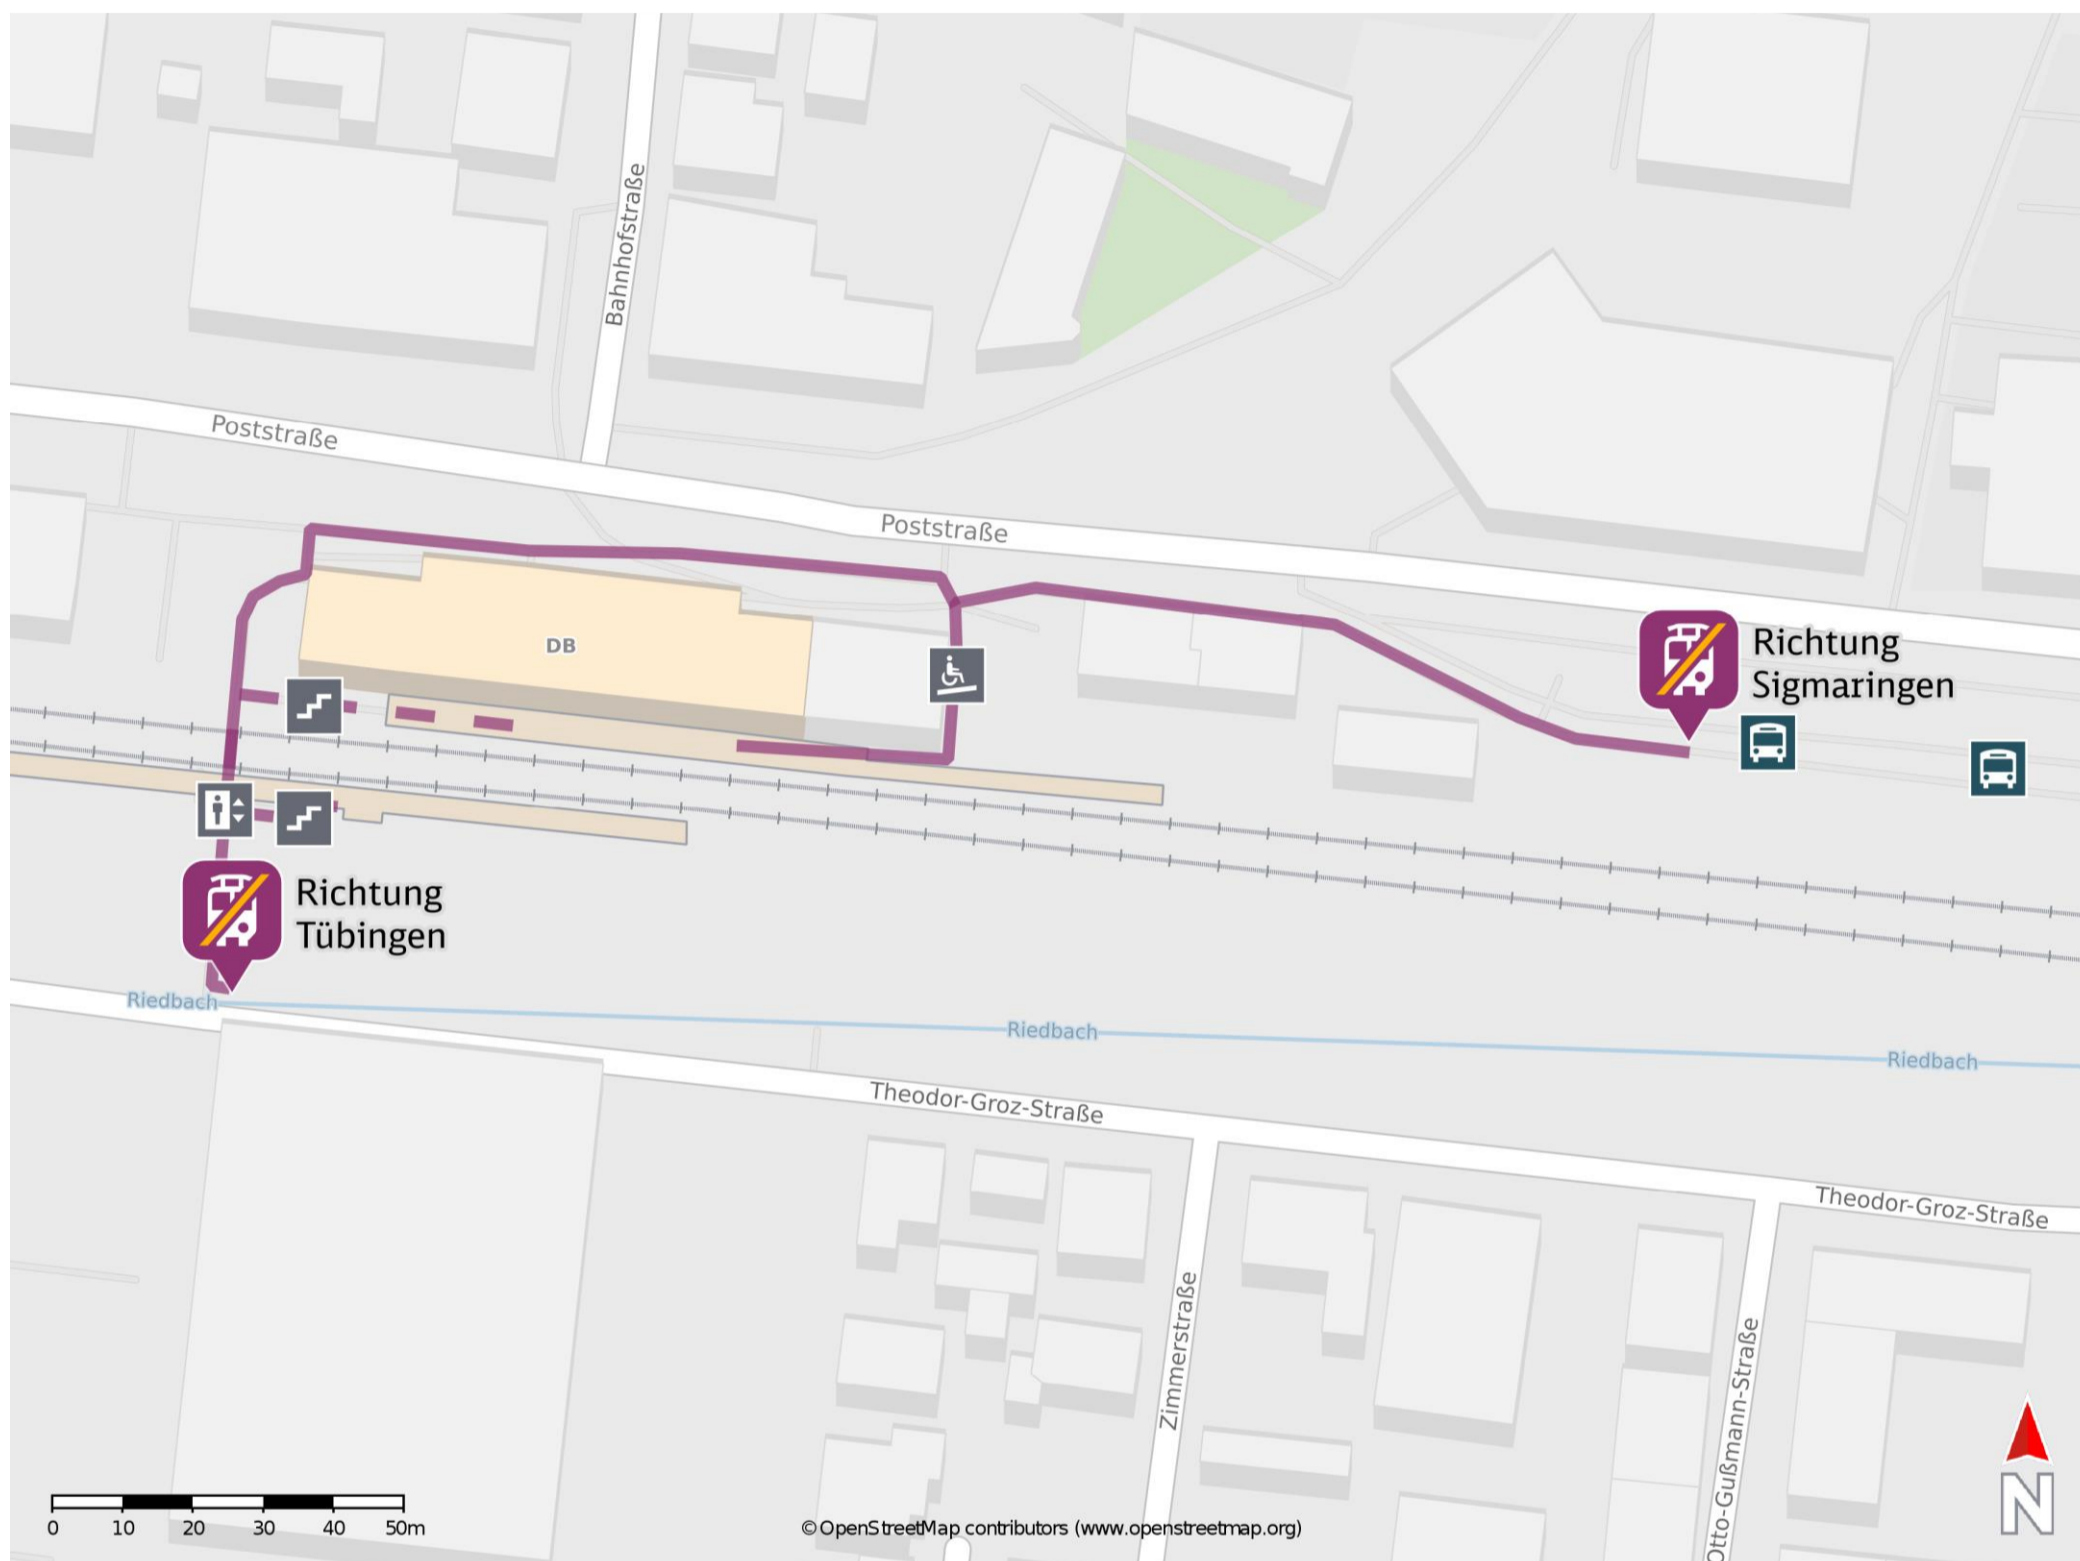 Bahnhofstraße
Poststraße
Poststraße
DB
Richtung
Sigmaringen
Richtung
Tübingen
Riedbach
Riedbach
Riedbach
Theodor-Groz-Straße
Theodor-Groz-Straße
Zimmerstraße
Otto-Gußmann-Straße
N
0 10 20 30 40 50m
© OpenStreetMap contributors (www.openstreetmap.org)